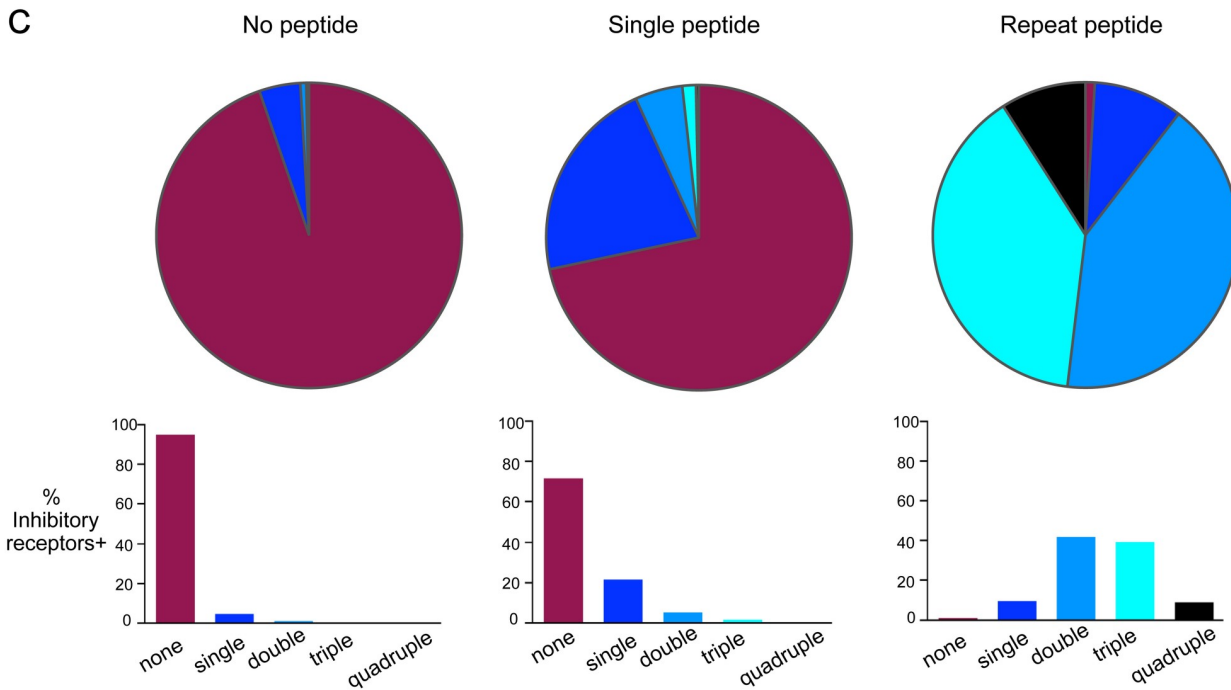 C
No peptide
Single peptide
Repeat peptide
%
Inhibitory
receptors+
100
80
60
40
20
0
none
single
double
triple
quadruple
100
80
60
40
20
0
none
single
double
triple
quadruple
100
80
60
40
20
0
none
single
double
triple
quadruple